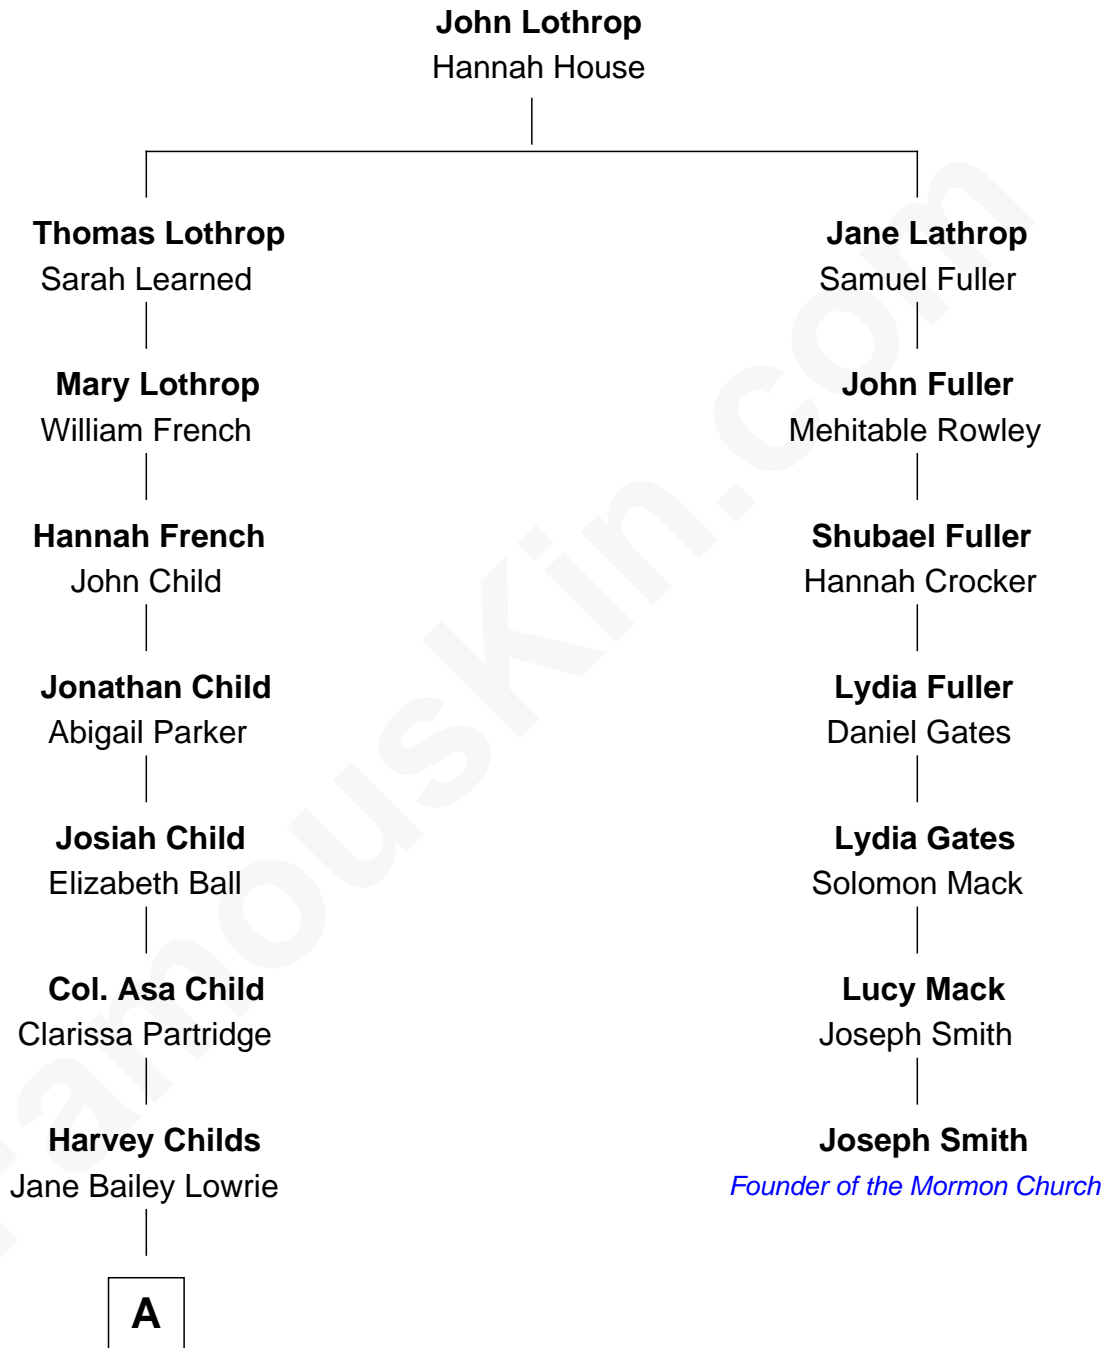 John Lothrop
Hannah House
Thomas Lothrop
Sarah Learned
Mary Lothrop
William French
Hannah French
John Child
Jonathan Child
Abigail Parker
Josiah Child
Elizabeth Ball
Col. Asa Child
Clarissa Partridge
Harvey Childs
Jane Bailey Lowrie
A
Jane Lathrop
Samuel Fuller
John Fuller
Mehitable Rowley
Shubael Fuller
Hannah Crocker
Lydia Fuller
Daniel Gates
Lydia Gates
Solomon Mack
Lucy Mack
Joseph Smith
Joseph Smith
Founder of the Mormon Church
FamousKin.com